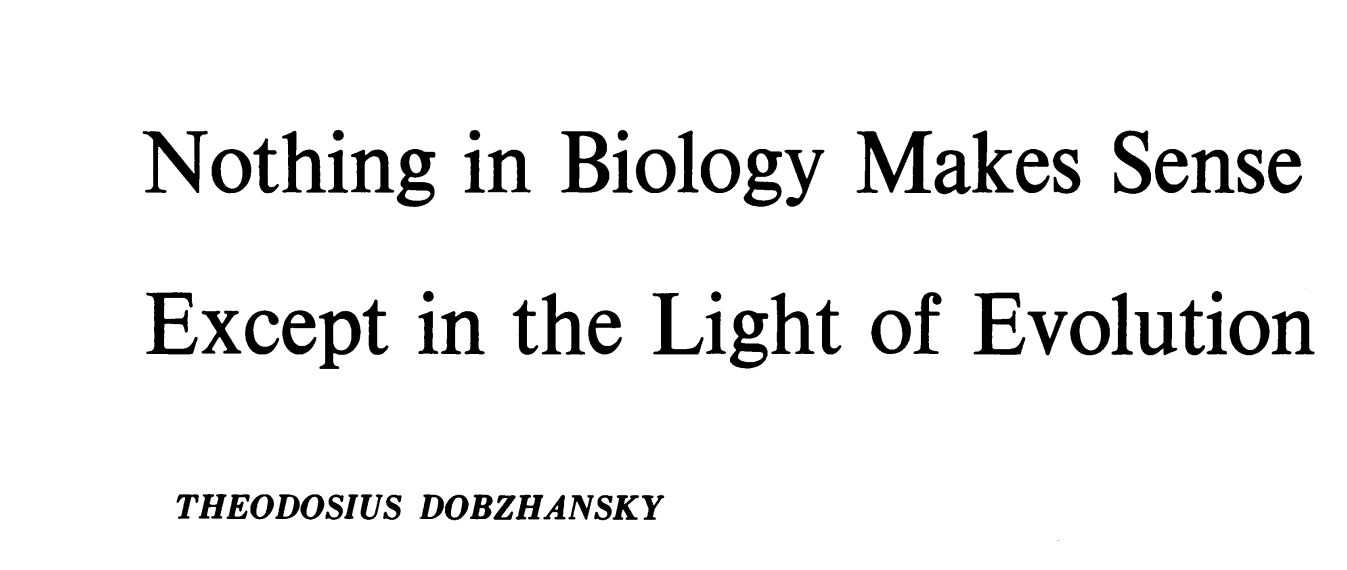 Nothing in Biology Makes Sense
Except in the Light of Evolution
THEODOSIUS DOBZHANSKY